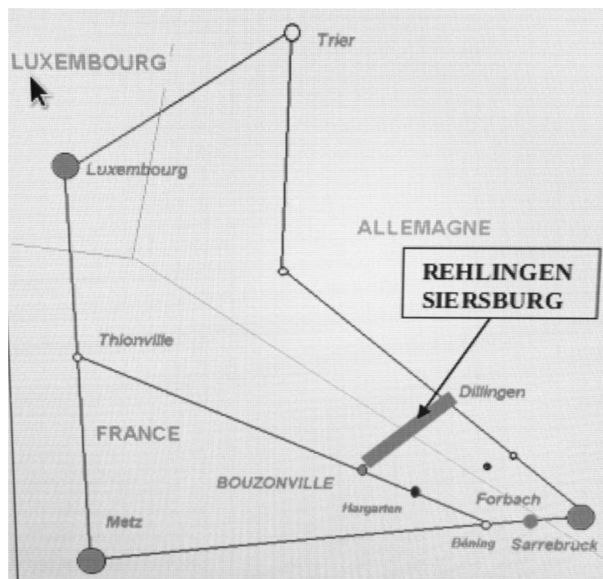 Trier
LUXEMBOURG
Luxembourg
ALLEMAGNE
REHLINGEN
SIERSBURG
Thionville
Dillingen
FRANCE
BOUZONVILLE
Hargarten
Forbach
Metz
Béning
Sarrebrück